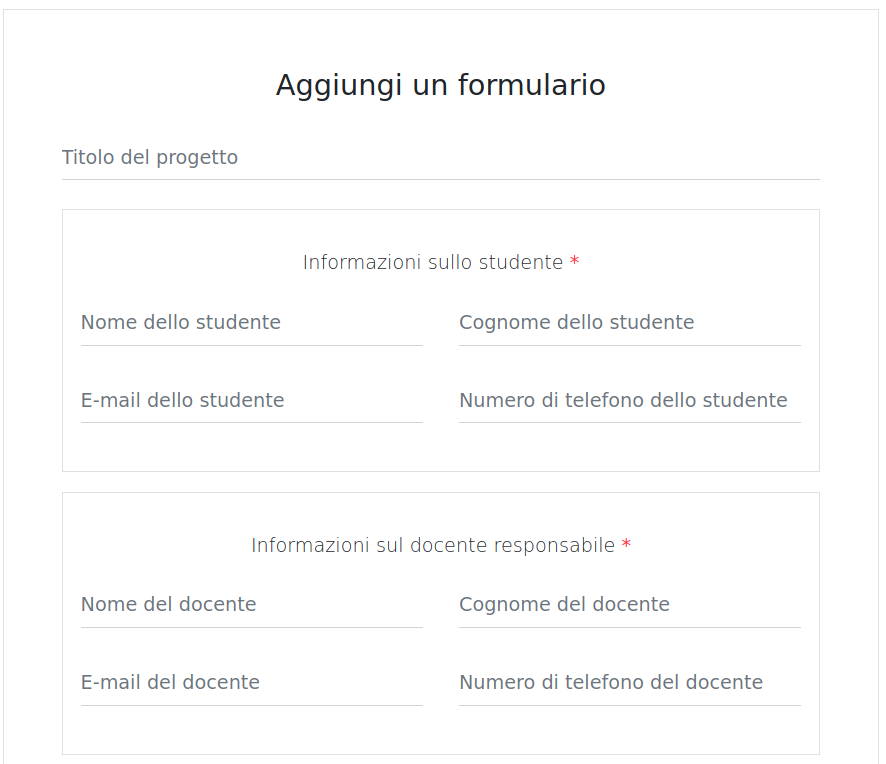 Aggiungi un formulario
Titolo del progetto
Informazioni sullo studente *
Nome dello studente
Cognome dello studente
E-mail dello studente
Numero di telefono dello studente
Informazioni sul docente responsabile *
Nome del docente
Cognome del docente
E-mail del docente
Numero di telefono del docente